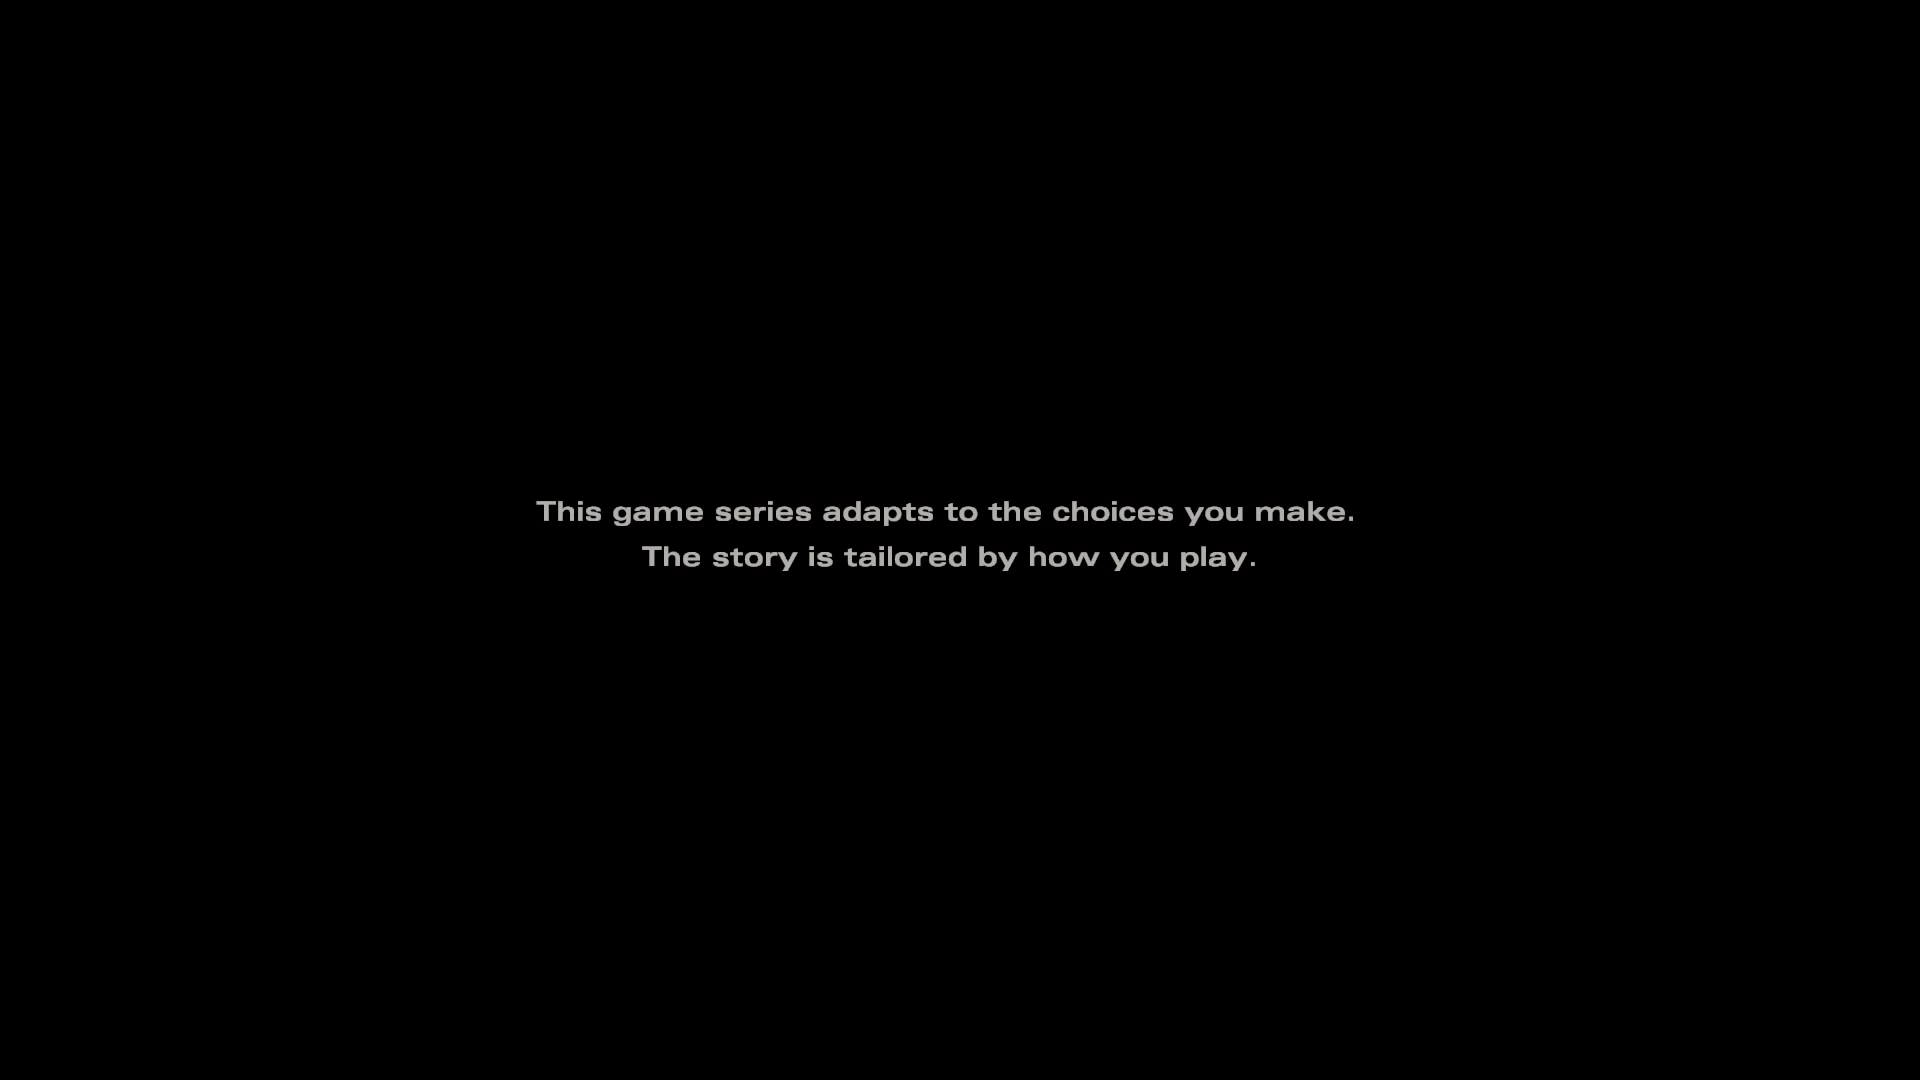 This game series adapts to the choices you make.
The story is tailored by how you play.